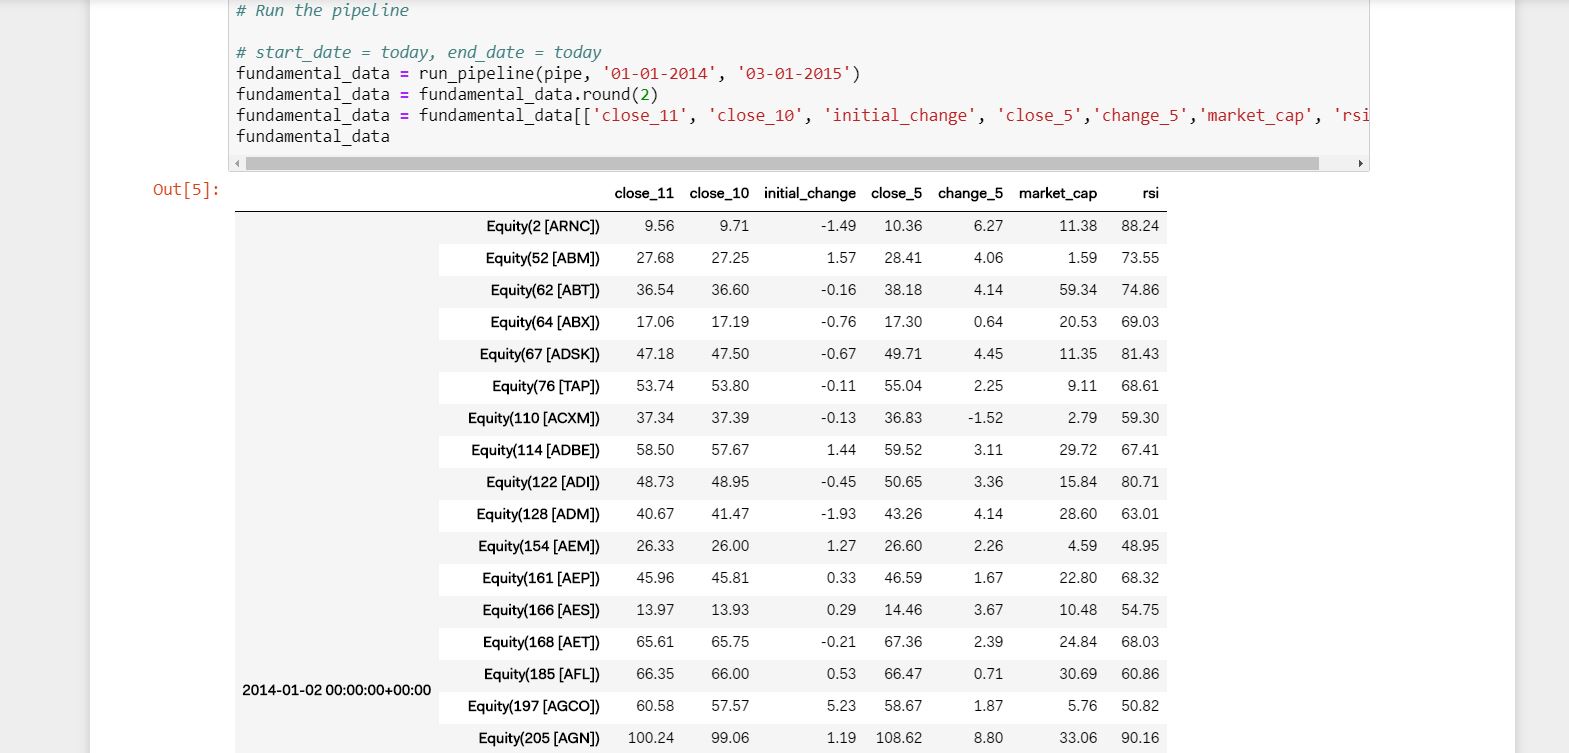 # Run the pipeline
# start_date = today, end_date = today
fundamental_data = run_pipeline(pipe, '01-01-2014', '03-01-2015')
fundamental_data = fundamental_data.round(2)
fundamental_data = fundamental_data[['close_11', 'close_10', 'initial_change', 'close_5','change_5','market_cap', 'rsi
fundamental_data
Out[5]:
close_11 close_10 initial_change close_5 change_5 market_cap rsi
Equity(2 [ARNC]) 9.56 9.71 -1.49 10.36 6.27 11.38 88.24
Equity(52 [ABM]) 27.68 27.25 1.57 28.41 4.06 1.59 73.55
Equity(62 [ABT]) 36.54 36.60 -0.16 38.18 4.14 59.34 74.86
Equity(64 [ABX]) 17.06 17.19 -0.76 17.30 0.64 20.53 69.03
Equity(67 [ADSK]) 47.18 47.50 -0.67 49.71 4.45 11.35 81.43
Equity(76 [TAP]) 53.74 53.80 -0.11 55.04 2.25 9.11 68.61
Equity(110 [ACXM]) 37.34 37.39 -0.13 36.83 -1.52 2.79 59.30
Equity(114 [ADBE]) 58.50 57.67 1.44 59.52 3.11 29.72 67.41
Equity(122 [ADI]) 48.73 48.95 -0.45 50.65 3.36 15.84 80.71
Equity(128 [ADM]) 40.67 41.47 -1.93 43.26 4.14 28.60 63.01
Equity(154 [AEM]) 26.33 26.00 1.27 26.60 2.26 4.59 48.95
Equity(161 [AEP]) 45.96 45.81 0.33 46.59 1.67 22.80 68.32
Equity(166 [AES]) 13.97 13.93 0.29 14.46 3.67 10.48 54.75
Equity(168 [AET]) 65.61 65.75 -0.21 67.36 2.39 24.84 68.03
Equity(185 [AFL]) 66.35 66.00 0.53 66.47 0.71 30.69 60.86
2014-01-02 00:00:00+00:00
Equity(197 [AGCO]) 60.58 57.57 5.23 58.67 1.87 5.76 50.82
Equity(205 [AGN]) 100.24 99.06 1.19 108.62 8.80 33.06 90.16